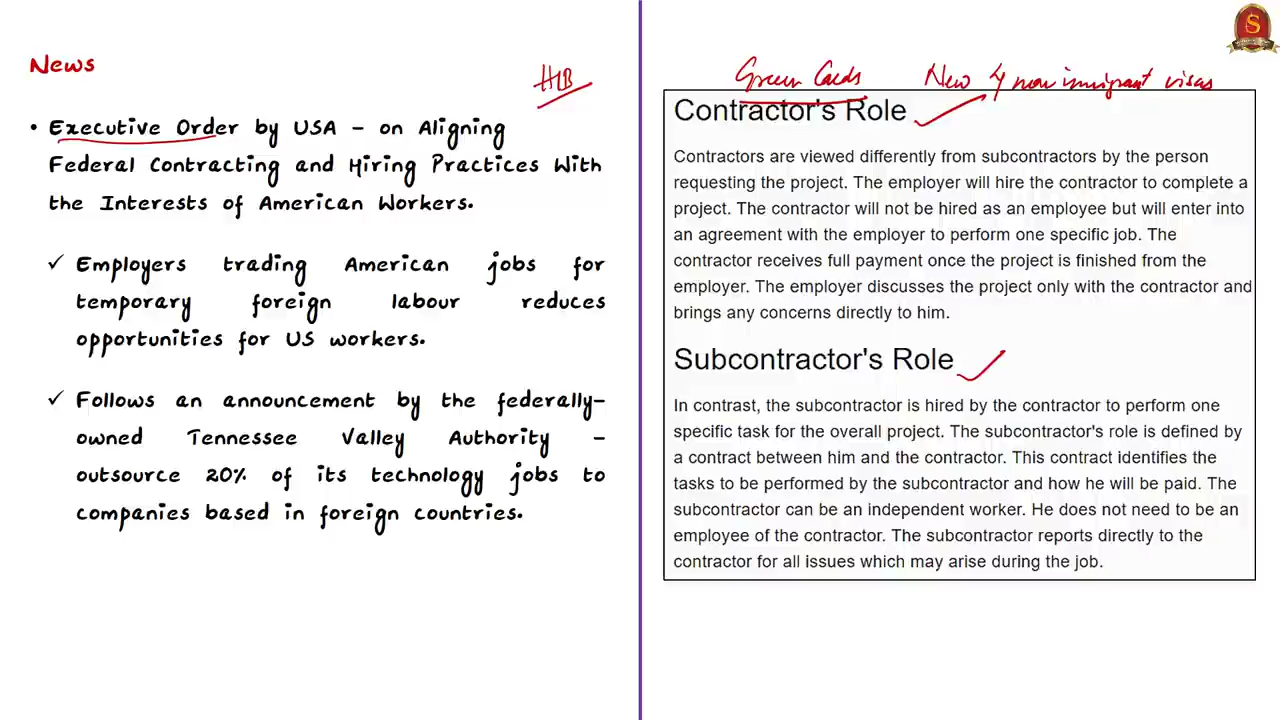 News
H1B
• Executive Order by USA – on Aligning
Federal Contracting and Hiring Practices With
the Interests of American Workers.
✓ Employers trading American jobs for
temporary foreign labour reduces
opportunities for US workers.
✓ Follows an announcement by the federally-
owned Tennessee Valley Authority –
outsource 20% of its technology jobs to
companies based in foreign countries.
Green Cards New 4 non immigrant visas
Contractor's Role
Contractors are viewed differently from subcontractors by the person
requesting the project. The employer will hire the contractor to complete a
project. The contractor will not be hired as an employee but will enter into
an agreement with the employer to perform one specific job. The
contractor receives full payment once the project is finished from the
employer. The employer discusses the project only with the contractor and
brings any concerns directly to him.
Subcontractor's Role
In contrast, the subcontractor is hired by the contractor to perform one
specific task for the overall project. The subcontractor's role is defined by
a contract between him and the contractor. This contract identifies the
tasks to be performed by the subcontractor and how he will be paid. The
subcontractor can be an independent worker. He does not need to be an
employee of the contractor. The subcontractor reports directly to the
contractor for all issues which may arise during the job.
S